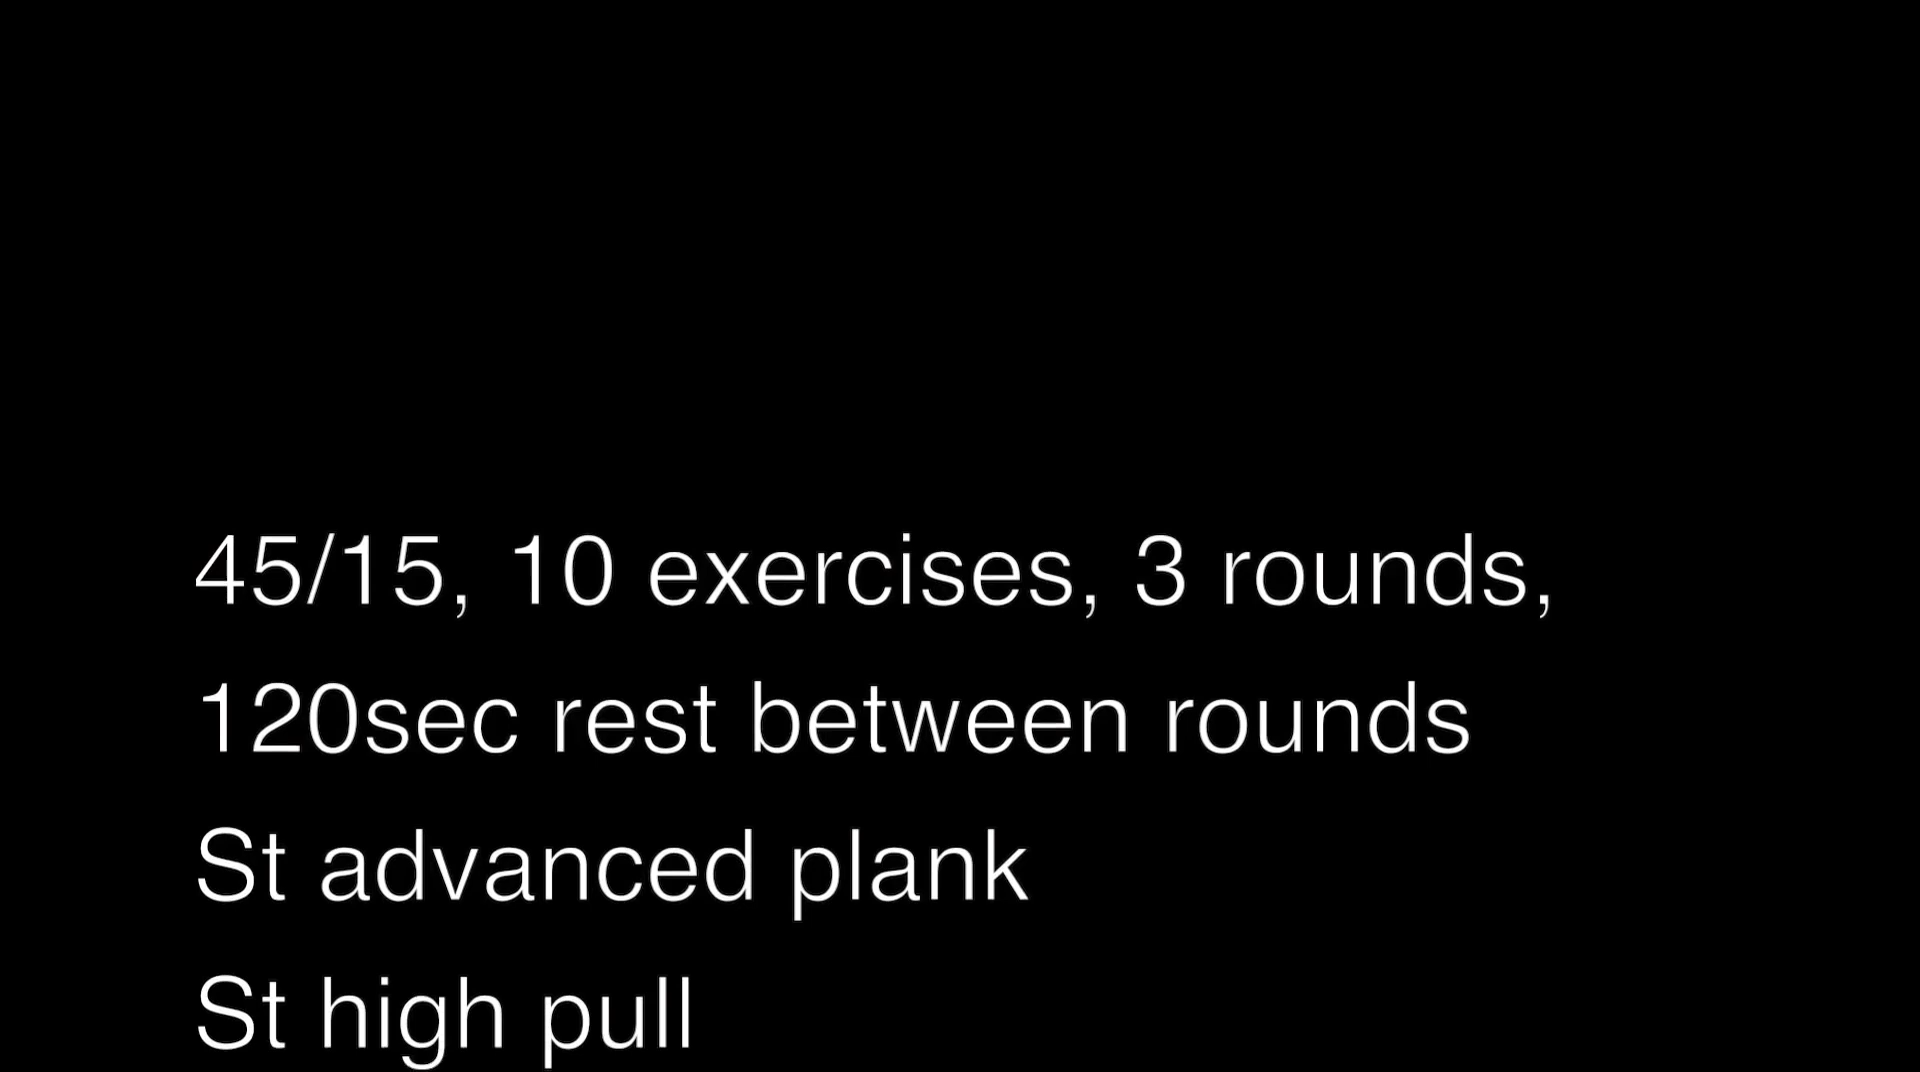 45/15, 10 exercises, 3 rounds,
120sec rest between rounds
St advanced plank
St high pull